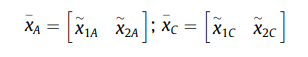 x̄_A = [x̃_1A x̃_2A]; x̄_C = [x̃_1C x̃_2C]